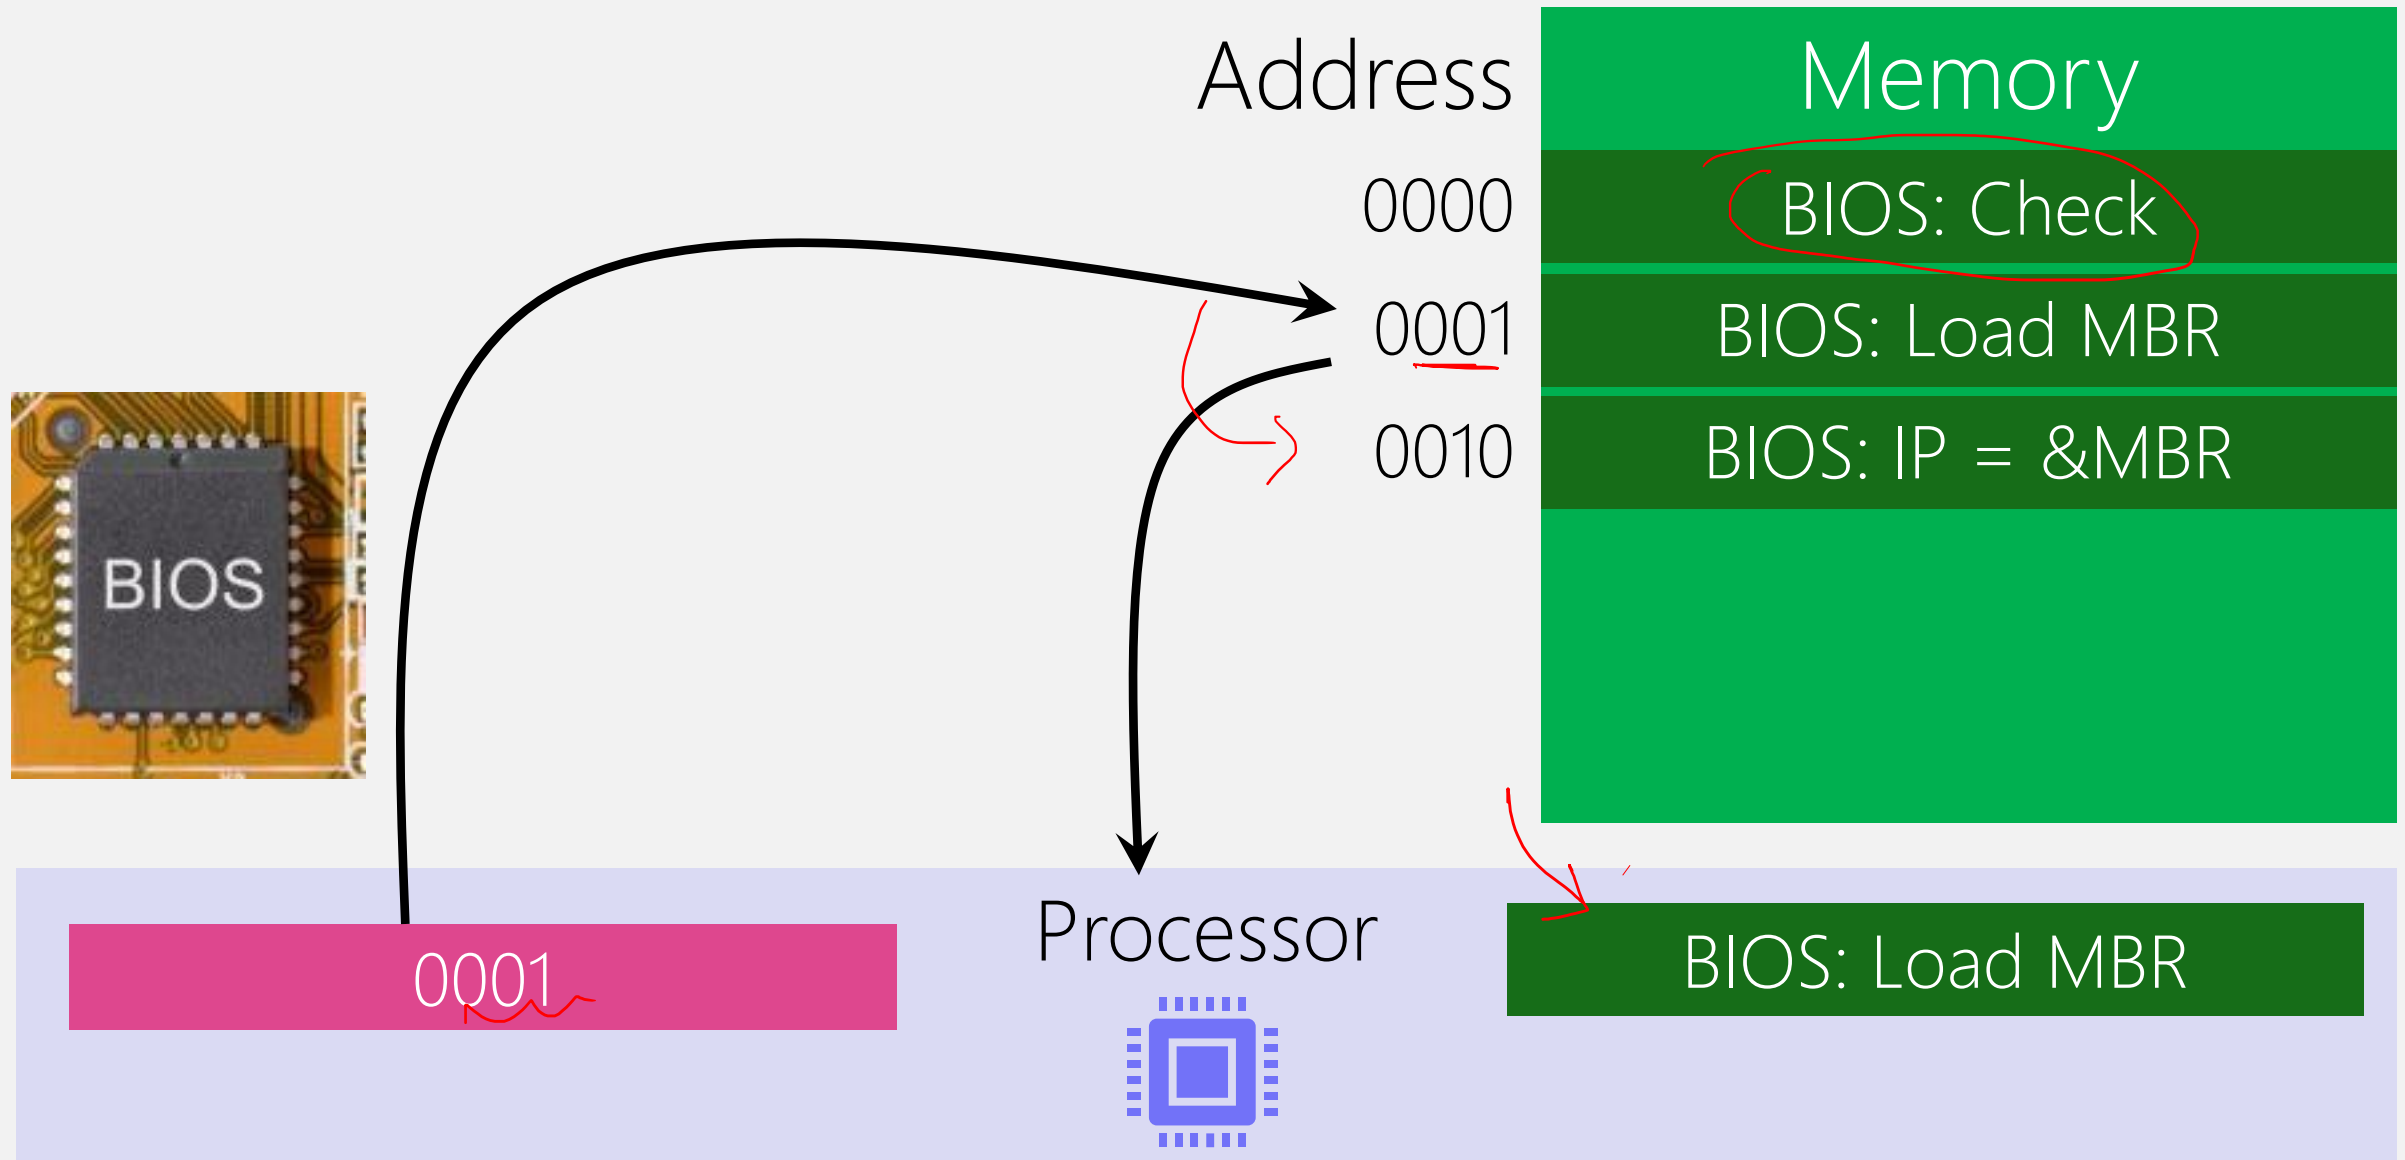 Address Memory
0000 BIOS: Check
0001 BIOS: Load MBR
0010 BIOS: IP = &MBR
BIOS
Processor
0001
BIOS: Load MBR